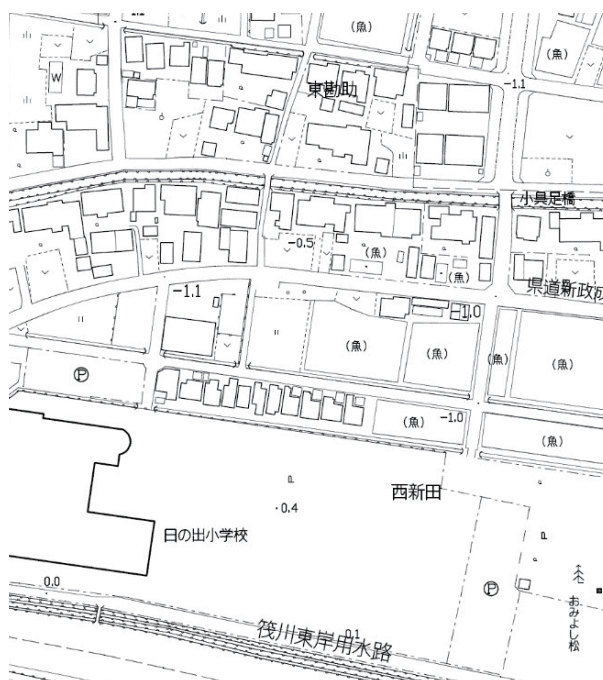 -1.1
(魚)
(魚)
W
東勘助
-1.1
小具足橋
-0.5
(魚)
(魚)
県道新政成
-1.1
1.0
(魚)
(魚)
(魚)
(魚)
P
(魚)
-1.0
(魚)
西新田
0.4
日の出小学校
0.0
P
おみよし松
筏川東岸用水路
0.1